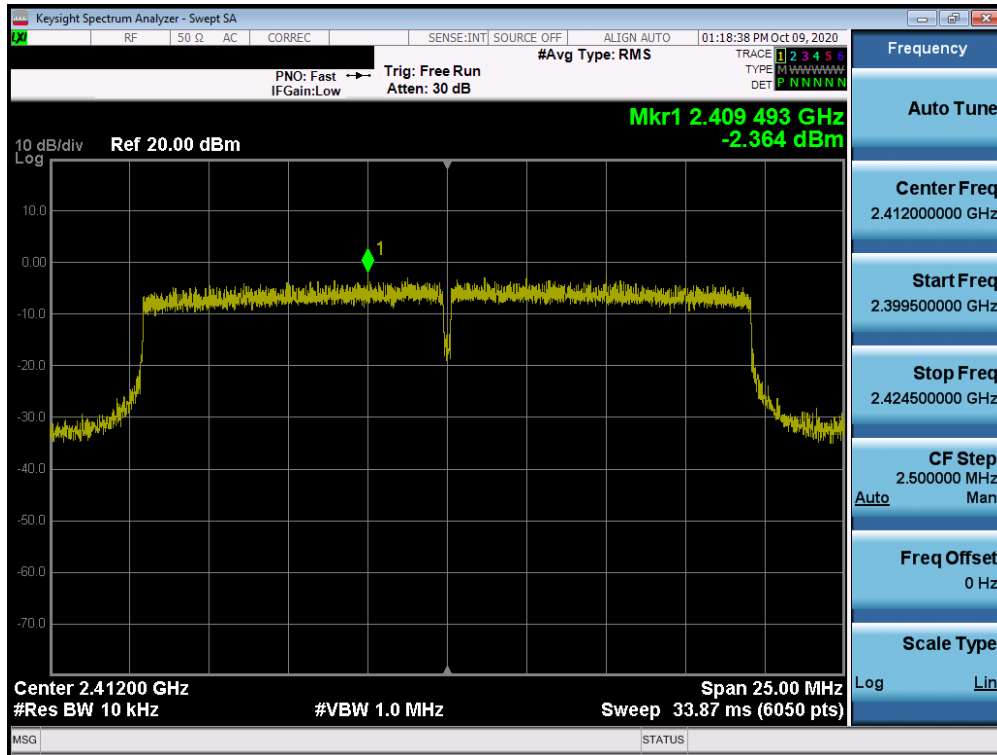 Keysight Spectrum Analyzer - Swept SA
LXI RF 50 Ω AC CORREC SENSE:INT SOURCE OFF ALIGN AUTO 01:18:38 PM Oct 09, 2020
#Avg Type: RMS
TRACE 1 2 3 4 5 6
TYPE M WWWWW
DET P N N N N N
PNO: Fast Trig: Free Run
IFGain:Low Atten: 30 dB
Mkr1 2.409 493 GHz
-2.364 dBm
10 dB/div Ref 20.00 dBm
Log
10.0
0.00
-10.0
-20.0
-30.0
-40.0
-50.0
-60.0
-70.0
1
Center 2.41200 GHz Span 25.00 MHz
#Res BW 10 kHz #VBW 1.0 MHz Sweep 33.87 ms (6050 pts)
MSG STATUS
Frequency
Auto Tune
Center Freq
2.412000000 GHz
Start Freq
2.399500000 GHz
Stop Freq
2.424500000 GHz
CF Step
2.500000 MHz
Auto Man
Freq Offset
0 Hz
Scale Type
Log Lin